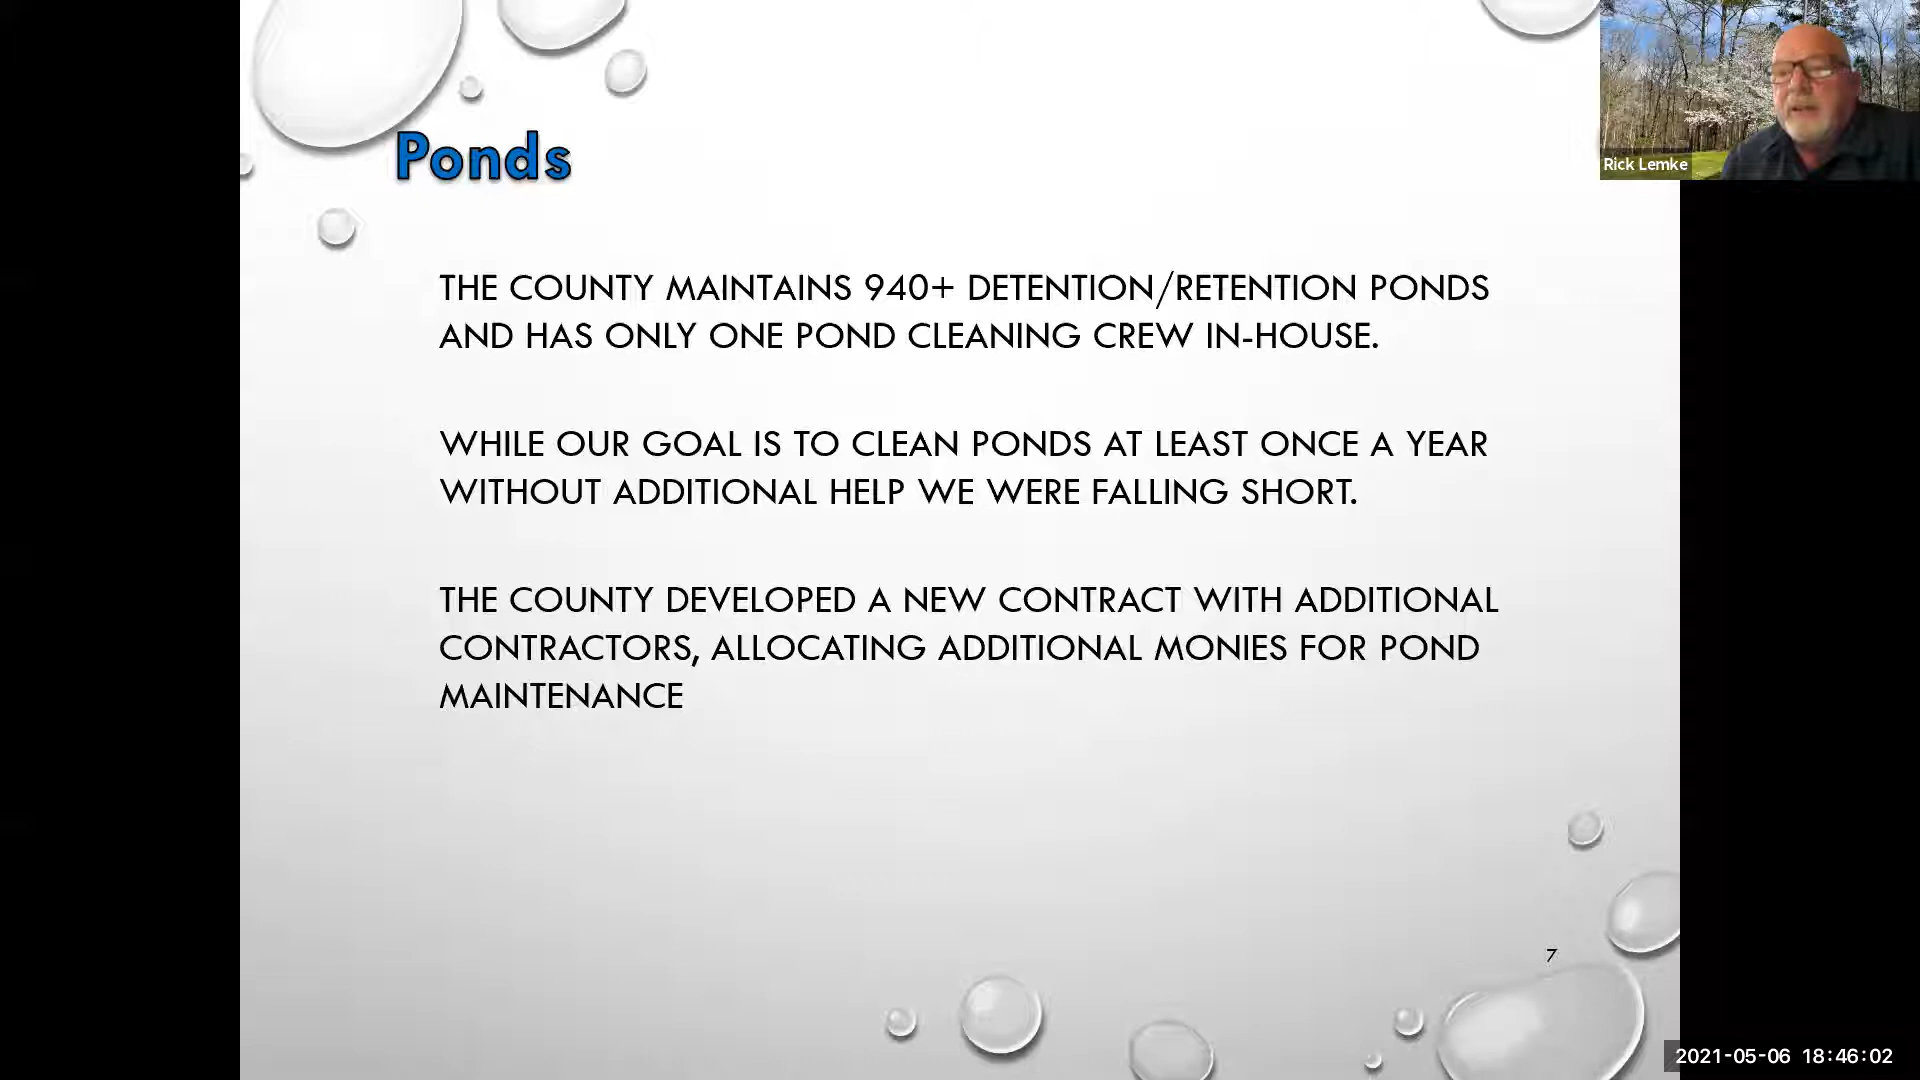 Ponds
Rick Lemke
THE COUNTY MAINTAINS 940+ DETENTION/RETENTION PONDS
AND HAS ONLY ONE POND CLEANING CREW IN-HOUSE.
WHILE OUR GOAL IS TO CLEAN PONDS AT LEAST ONCE A YEAR
WITHOUT ADDITIONAL HELP WE WERE FALLING SHORT.
THE COUNTY DEVELOPED A NEW CONTRACT WITH ADDITIONAL
CONTRACTORS, ALLOCATING ADDITIONAL MONIES FOR POND
MAINTENANCE
7
2021-05-06 18:46:02